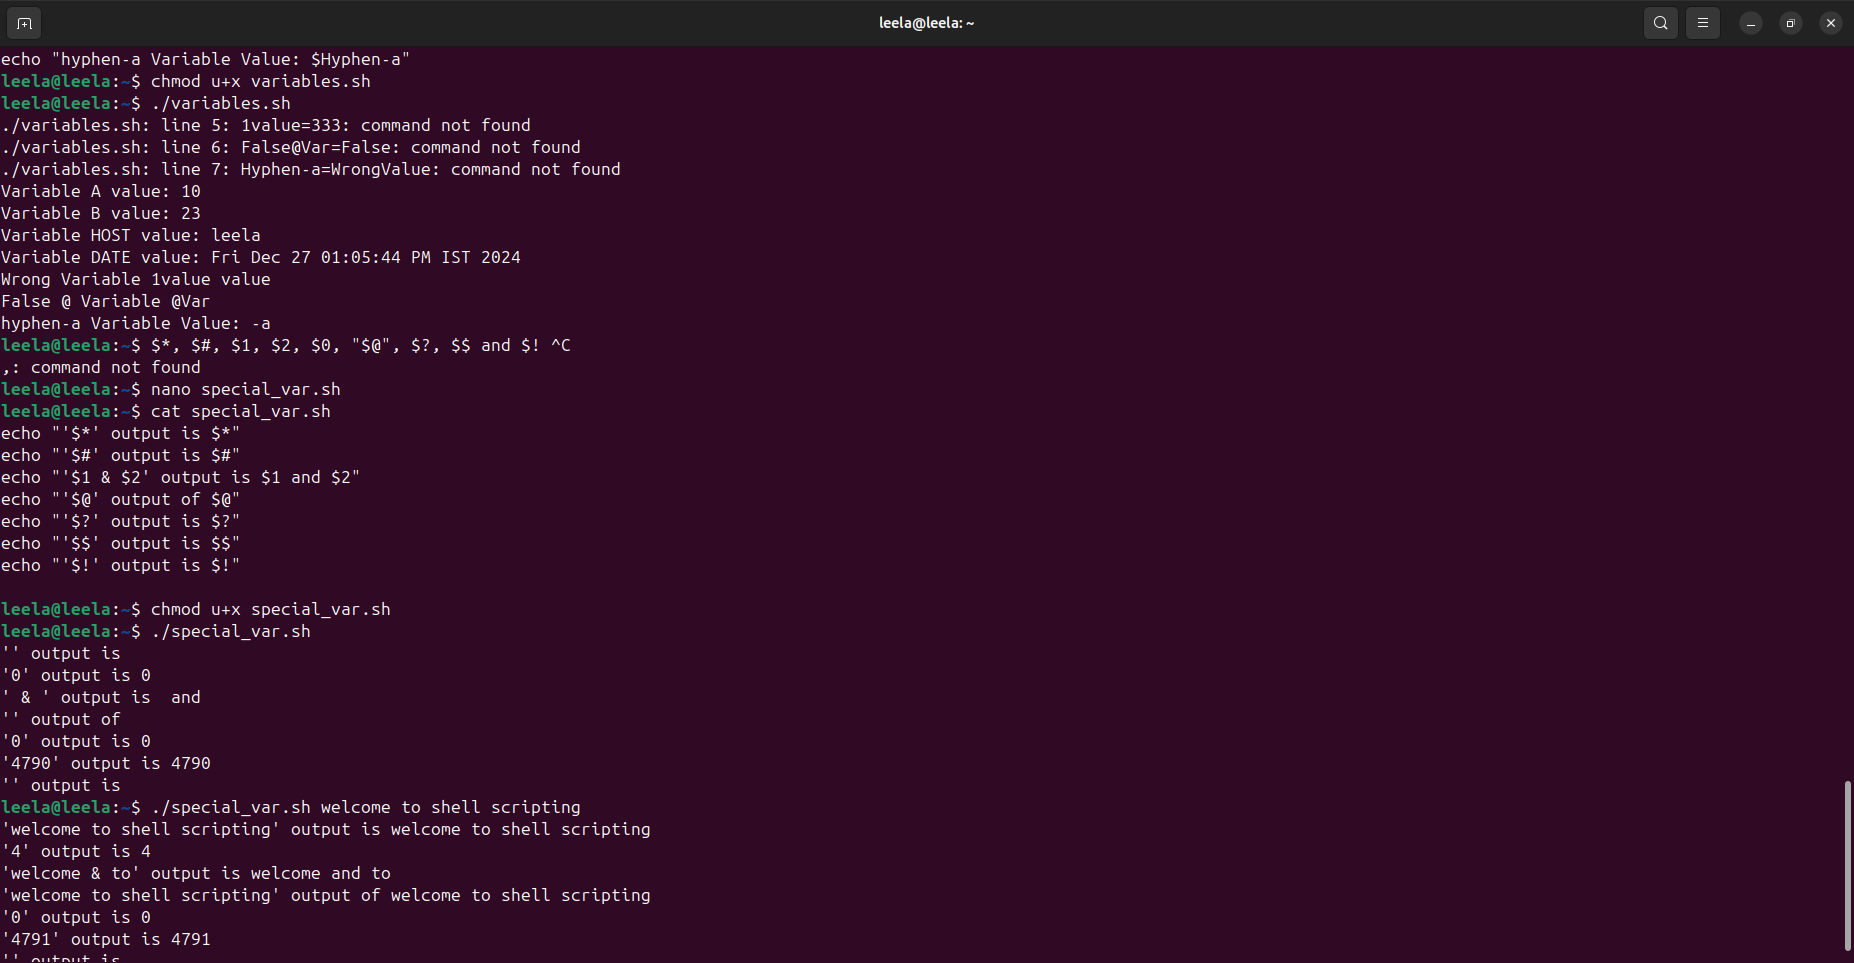 leela@leela: ~
echo "hyphen-a Variable Value: $Hyphen-a"
leela@leela:~$ chmod u+x variables.sh
leela@leela:~$ ./variables.sh
./variables.sh: line 5: 1value=333: command not found
./variables.sh: line 6: False@Var=False: command not found
./variables.sh: line 7: Hyphen-a=WrongValue: command not found
Variable A value: 10
Variable B value: 23
Variable HOST value: leela
Variable DATE value: Fri Dec 27 01:05:44 PM IST 2024
Wrong Variable 1value value
False @ Variable @Var
hyphen-a Variable Value: -a
leela@leela:~$ $*, $#, $1, $2, $0, "$@", $?, $$ and $! ^C
,: command not found
leela@leela:~$ nano special_var.sh
leela@leela:~$ cat special_var.sh
echo "'$*' output is $*"
echo "'$#' output is $#"
echo "'$1 & $2' output is $1 and $2"
echo "'$@' output of $@"
echo "'$?' output is $?"
echo "'$$' output is $$"
echo "'$!' output is $!"
leela@leela:~$ chmod u+x special_var.sh
leela@leela:~$ ./special_var.sh
'' output is
'0' output is 0
' & ' output is  and
'' output of
'0' output is 0
'4790' output is 4790
'' output is
leela@leela:~$ ./special_var.sh welcome to shell scripting
'welcome to shell scripting' output is welcome to shell scripting
'4' output is 4
'welcome & to' output is welcome and to
'welcome to shell scripting' output of welcome to shell scripting
'0' output is 0
'4791' output is 4791
'' output is